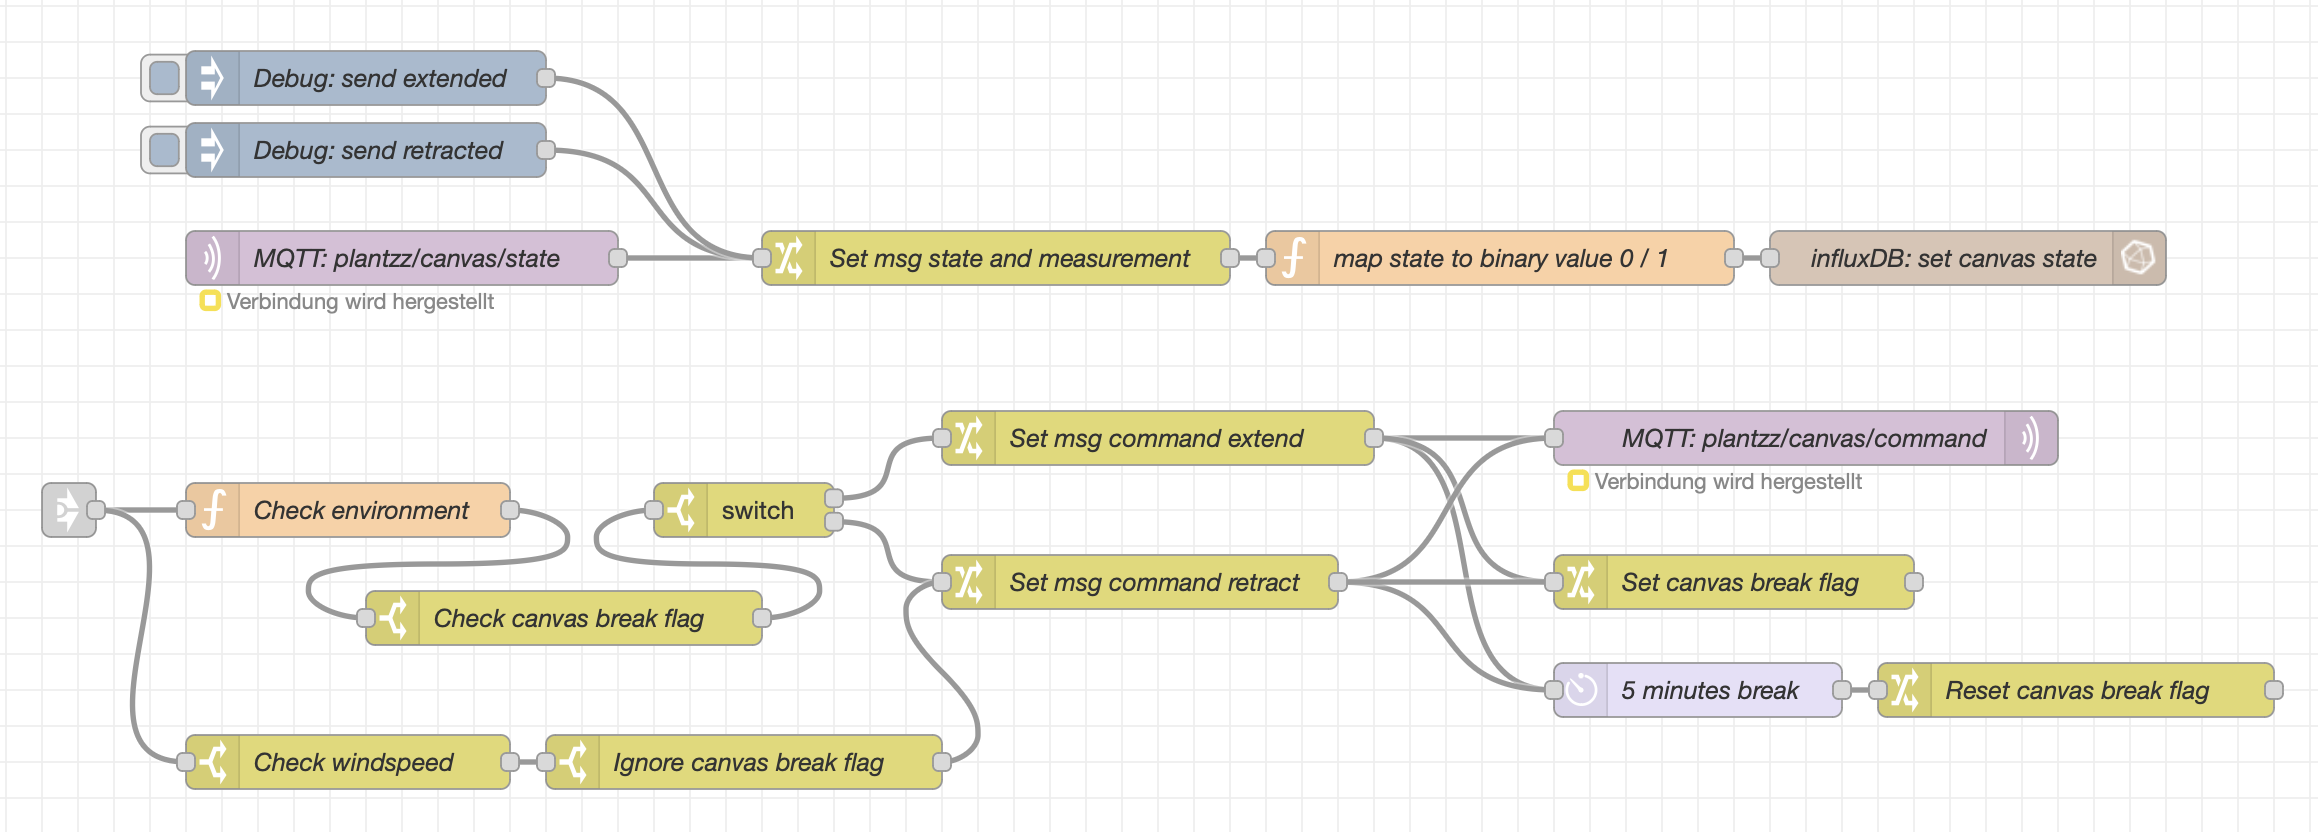 Debug: send extended
Debug: send retracted
MQTT: plantzz/canvas/state
Verbindung wird hergestellt
Set msg state and measurement
map state to binary value 0 / 1
influxDB: set canvas state
Set msg command extend
MQTT: plantzz/canvas/command
Verbindung wird hergestellt
Check environment
switch
Set msg command retract
Set canvas break flag
Check canvas break flag
5 minutes break
Reset canvas break flag
Check windspeed
Ignore canvas break flag